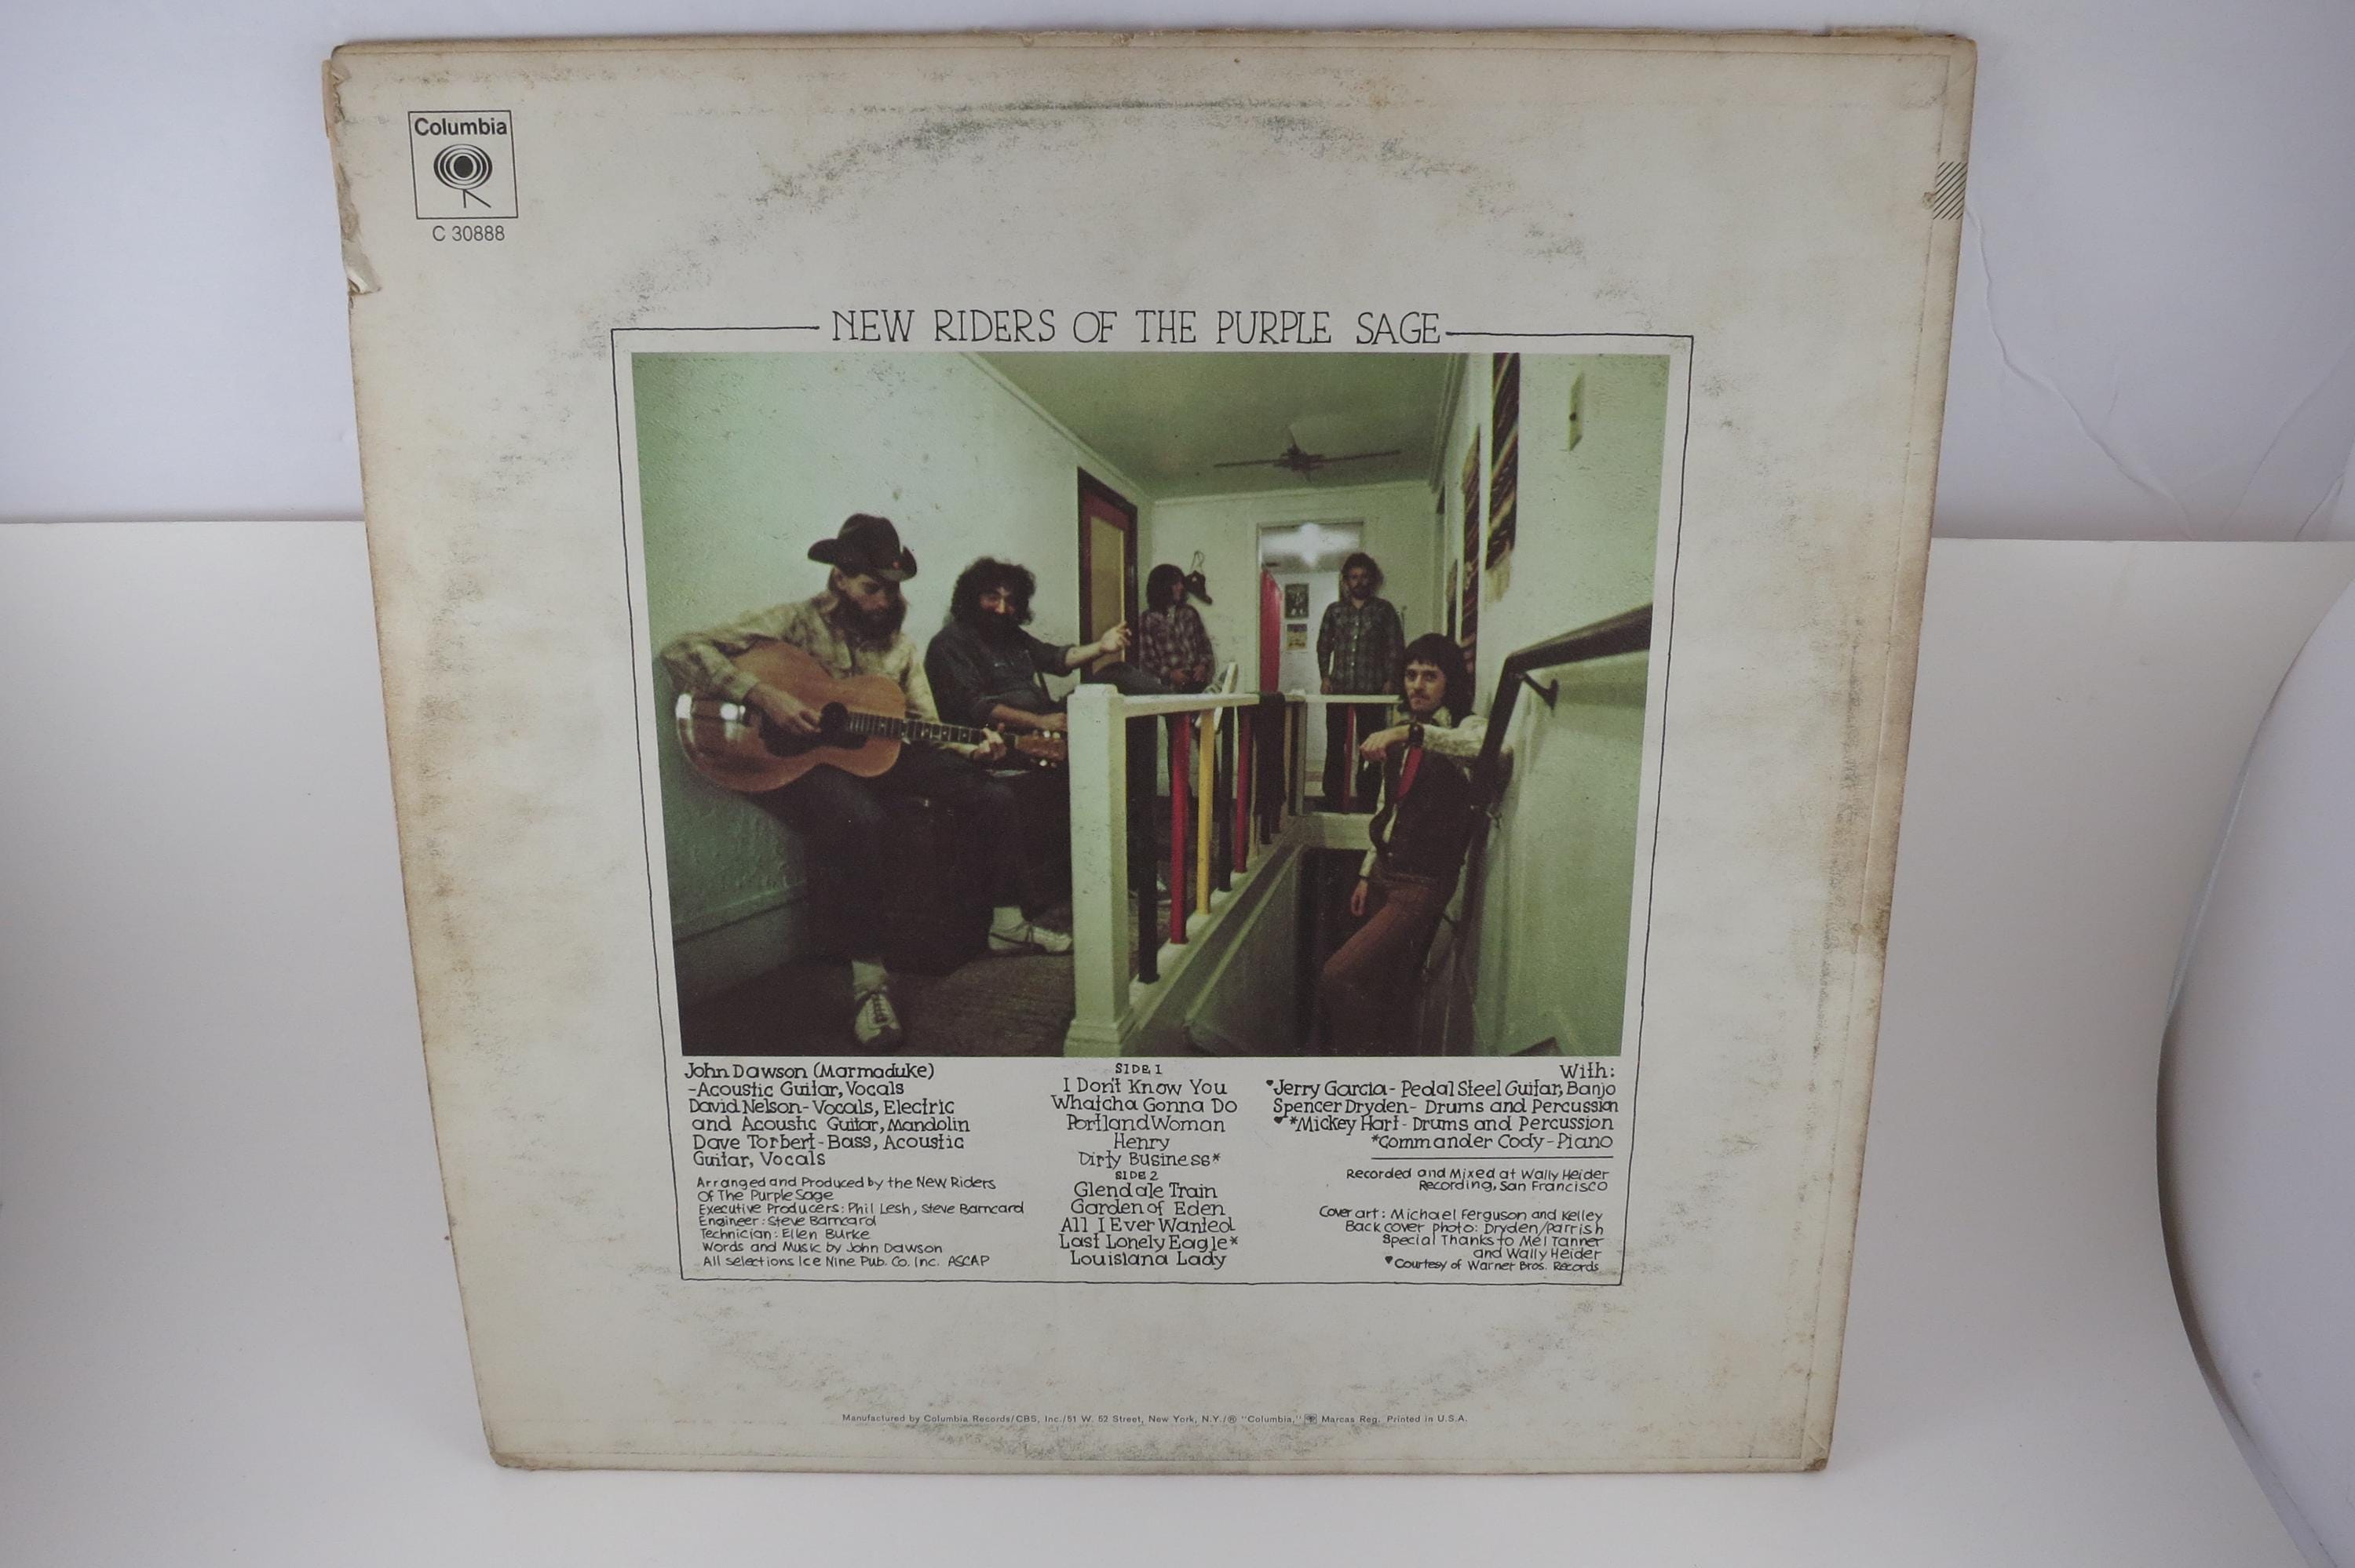 Columbia
C 30888
NEW RIDERS OF THE PURPLE SAGE
John Dawson (Marmaduke)
-Acoustic Guitar, Vocals
David Nelson- Vocals, Electric
and Acoustic Guitar, Mandolin
Dave Torbert-Bass, Acoustic
Guitar, Vocals
Arranged and Produced by the New Riders
Of The Purple Sage
Executive Producers: Phil Lesh, Steve Barncard
Engineer: Steve Barncard
Technician: Ellen Burke
Words and Music by John Dawson
All selections Ice Nine Pub. Co. Inc. ASCAP
SIDE 1
I Don't Know You
Whatcha Gonna Do
Portland Woman
Henry
Dirty Business*
SIDE 2
Glendale Train
Garden of Eden
All I Ever Wanted
Last Lonely Eagle*
Louisiana Lady
With:
♥Jerry Garcia- Pedal Steel Guitar, Banjo
Spencer Dryden- Drums and Percussion
♥*Mickey Hart- Drums and Percussion
*Commander Cody-Piano
Recorded and Mixed at Wally Heider
Recording, San Francisco
Cover art: Michael Ferguson and Kelley
Back cover photo: Dryden/Parrish
Special Thanks to Mel Tanner
and Wally Heider
♥Courtesy of Warner Bros. Records
Manufactured by Columbia Records/CBS, Inc./51 W. 52 Street, New York, N.Y./® "Columbia," Marcas Reg. Printed in U.S.A.